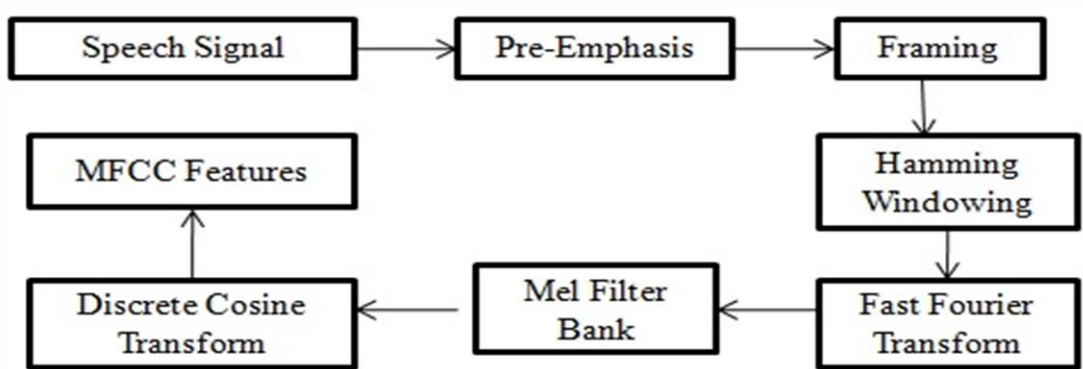 Speech Signal
Pre-Emphasis
Framing
Hamming
Windowing
Fast Fourier
Transform
Mel Filter
Bank
Discrete Cosine
Transform
MFCC Features